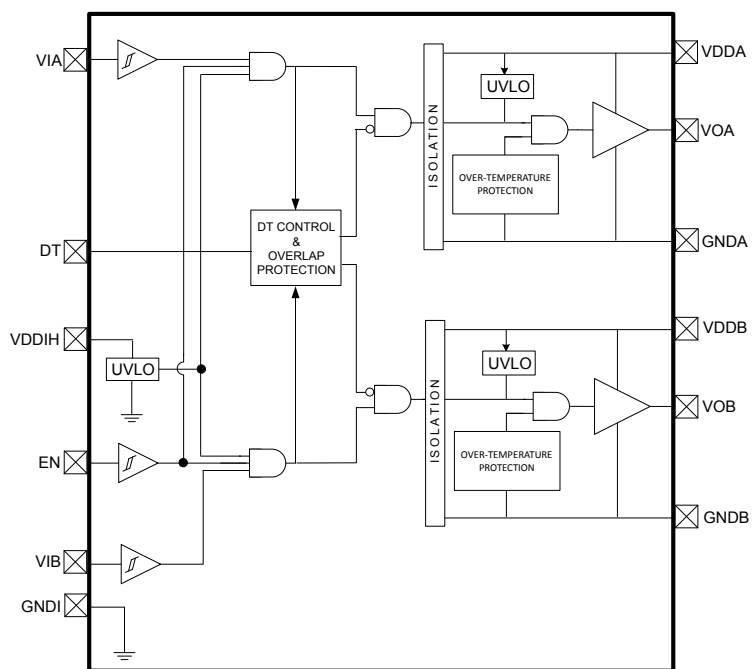 VIA
VDDA
UVLO
VOA
ISOLATION
OVER-TEMPERATURE
PROTECTION
DT CONTROL
&
OVERLAP
PROTECTION
DT
GNDA
VDDIH
UVLO
VDDB
UVLO
VOB
ISOLATION
OVER-TEMPERATURE
PROTECTION
EN
GNDB
VIB
GNDI